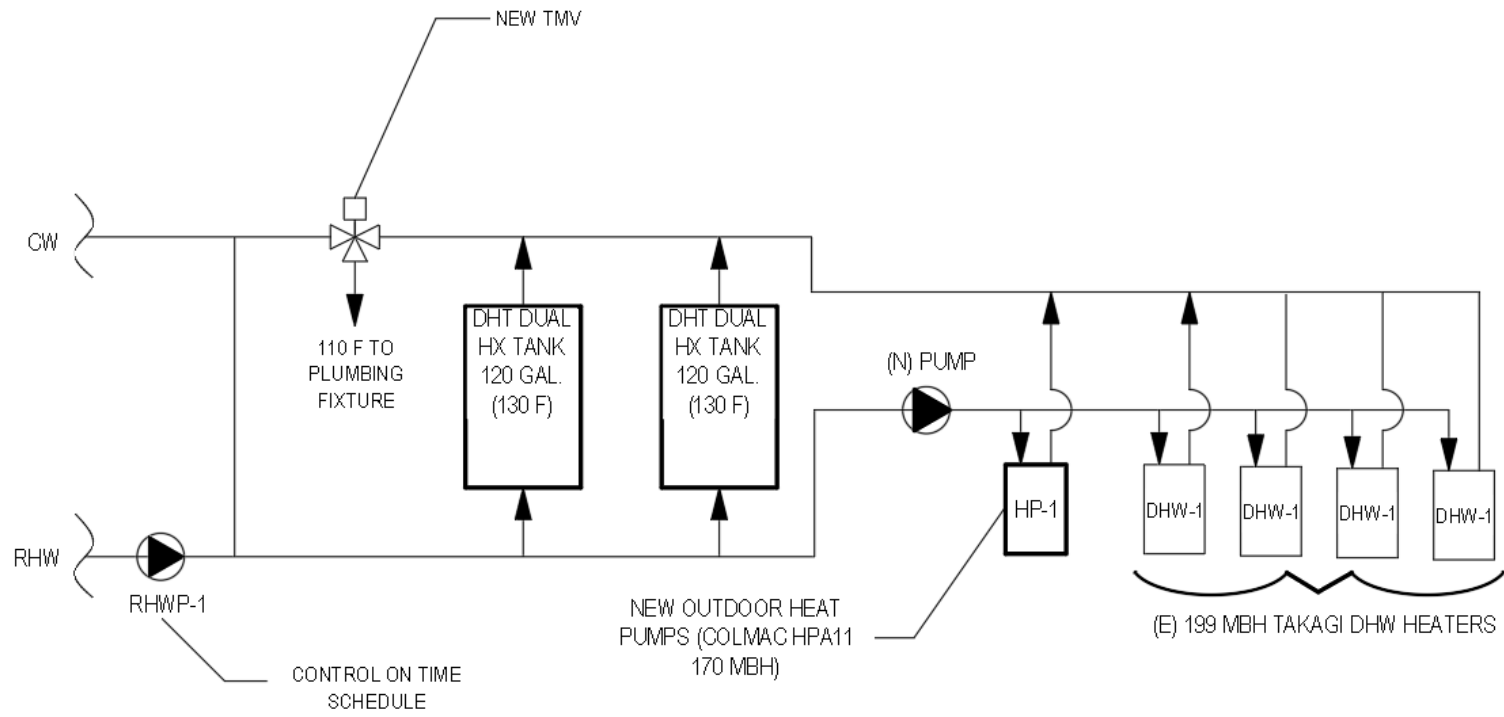 NEW TMV
CW
110 F TO
PLUMBING
FIXTURE
DHT DUAL
HX TANK
120 GAL.
(130 F)
DHT DUAL
HX TANK
120 GAL.
(130 F)
(N) PUMP
HP-1
DHW-1
DHW-1
DHW-1
DHW-1
RHW
RHWP-1
CONTROL ON TIME
SCHEDULE
NEW OUTDOOR HEAT
PUMPS (COLMAC HPA11
170 MBH)
(E) 199 MBH TAKAGI DHW HEATERS